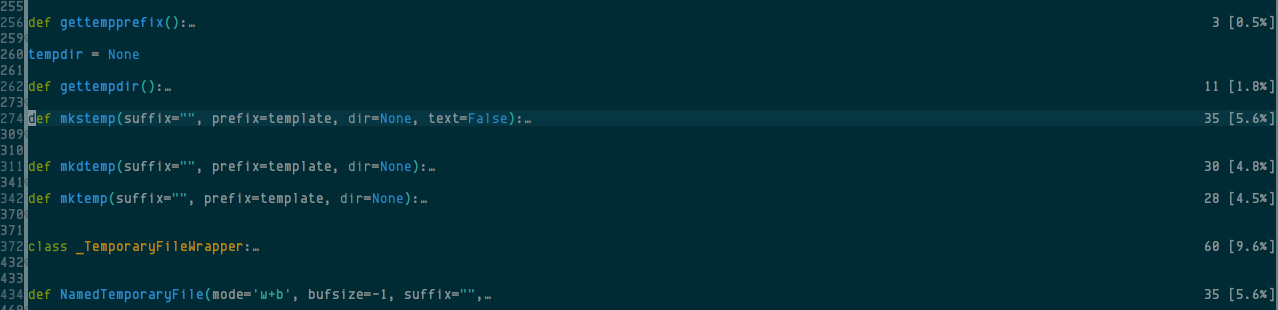 255
256 def gettempprefix():… 3 [0.5%]
259
260 tempdir = None
261
262 def gettempdir():… 11 [1.8%]
273
274 def mkstemp(suffix="", prefix=template, dir=None, text=False):… 35 [5.6%]
309
310
311 def mkdtemp(suffix="", prefix=template, dir=None):… 30 [4.8%]
341
342 def mktemp(suffix="", prefix=template, dir=None):… 28 [4.5%]
370
371
372 class _TemporaryFileWrapper:… 60 [9.6%]
432
433
434 def NamedTemporaryFile(mode='w+b', bufsize=-1, suffix="",… 35 [5.6%]